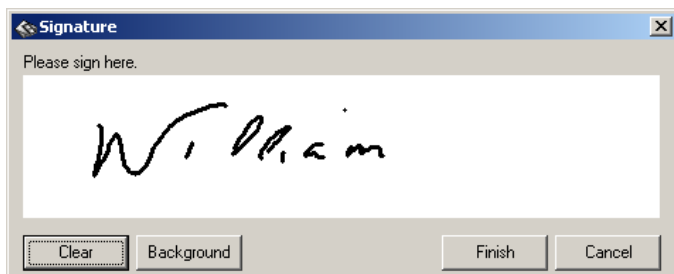 Signature
Please sign here.
William
Clear Background Finish Cancel